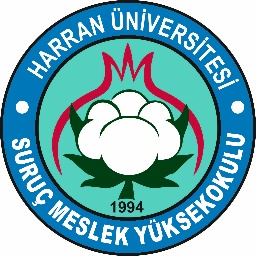 HARRAN ÜNİVERSİTESİ
1994
SURUÇ MESLEK YÜKSEKOKULU